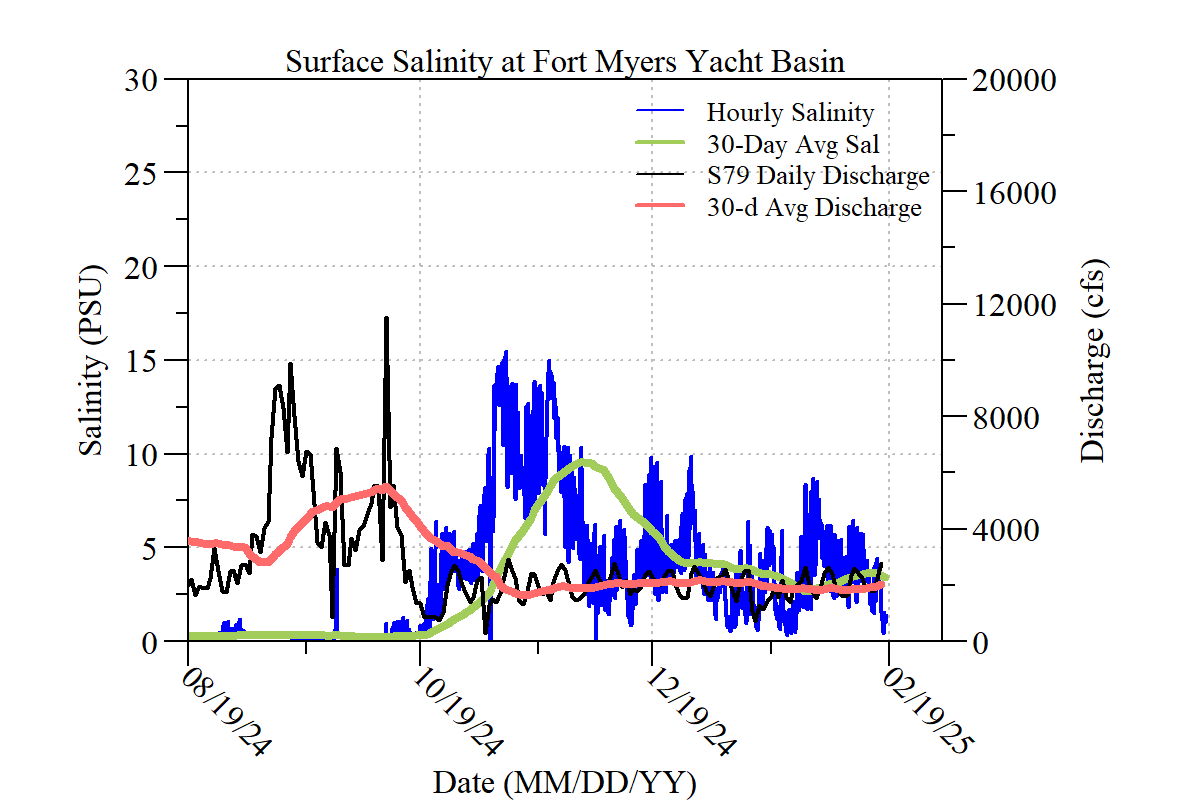 Surface Salinity at Fort Myers Yacht Basin
30
25
20
15
10
5
0
Salinity (PSU)
Hourly Salinity
30-Day Avg Sal
S79 Daily Discharge
30-d Avg Discharge
20000
16000
12000
8000
4000
0
Discharge (cfs)
08/19/24
10/19/24
12/19/24
02/19/25
Date (MM/DD/YY)